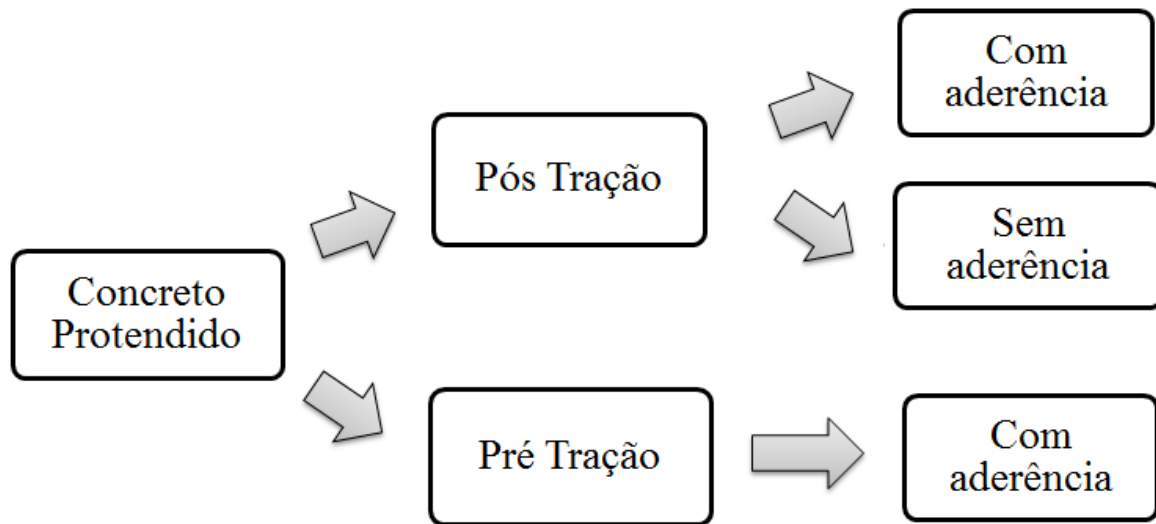 Concreto
Protendido
Pós Tração
Com
aderência
Sem
aderência
Pré Tração
Com
aderência